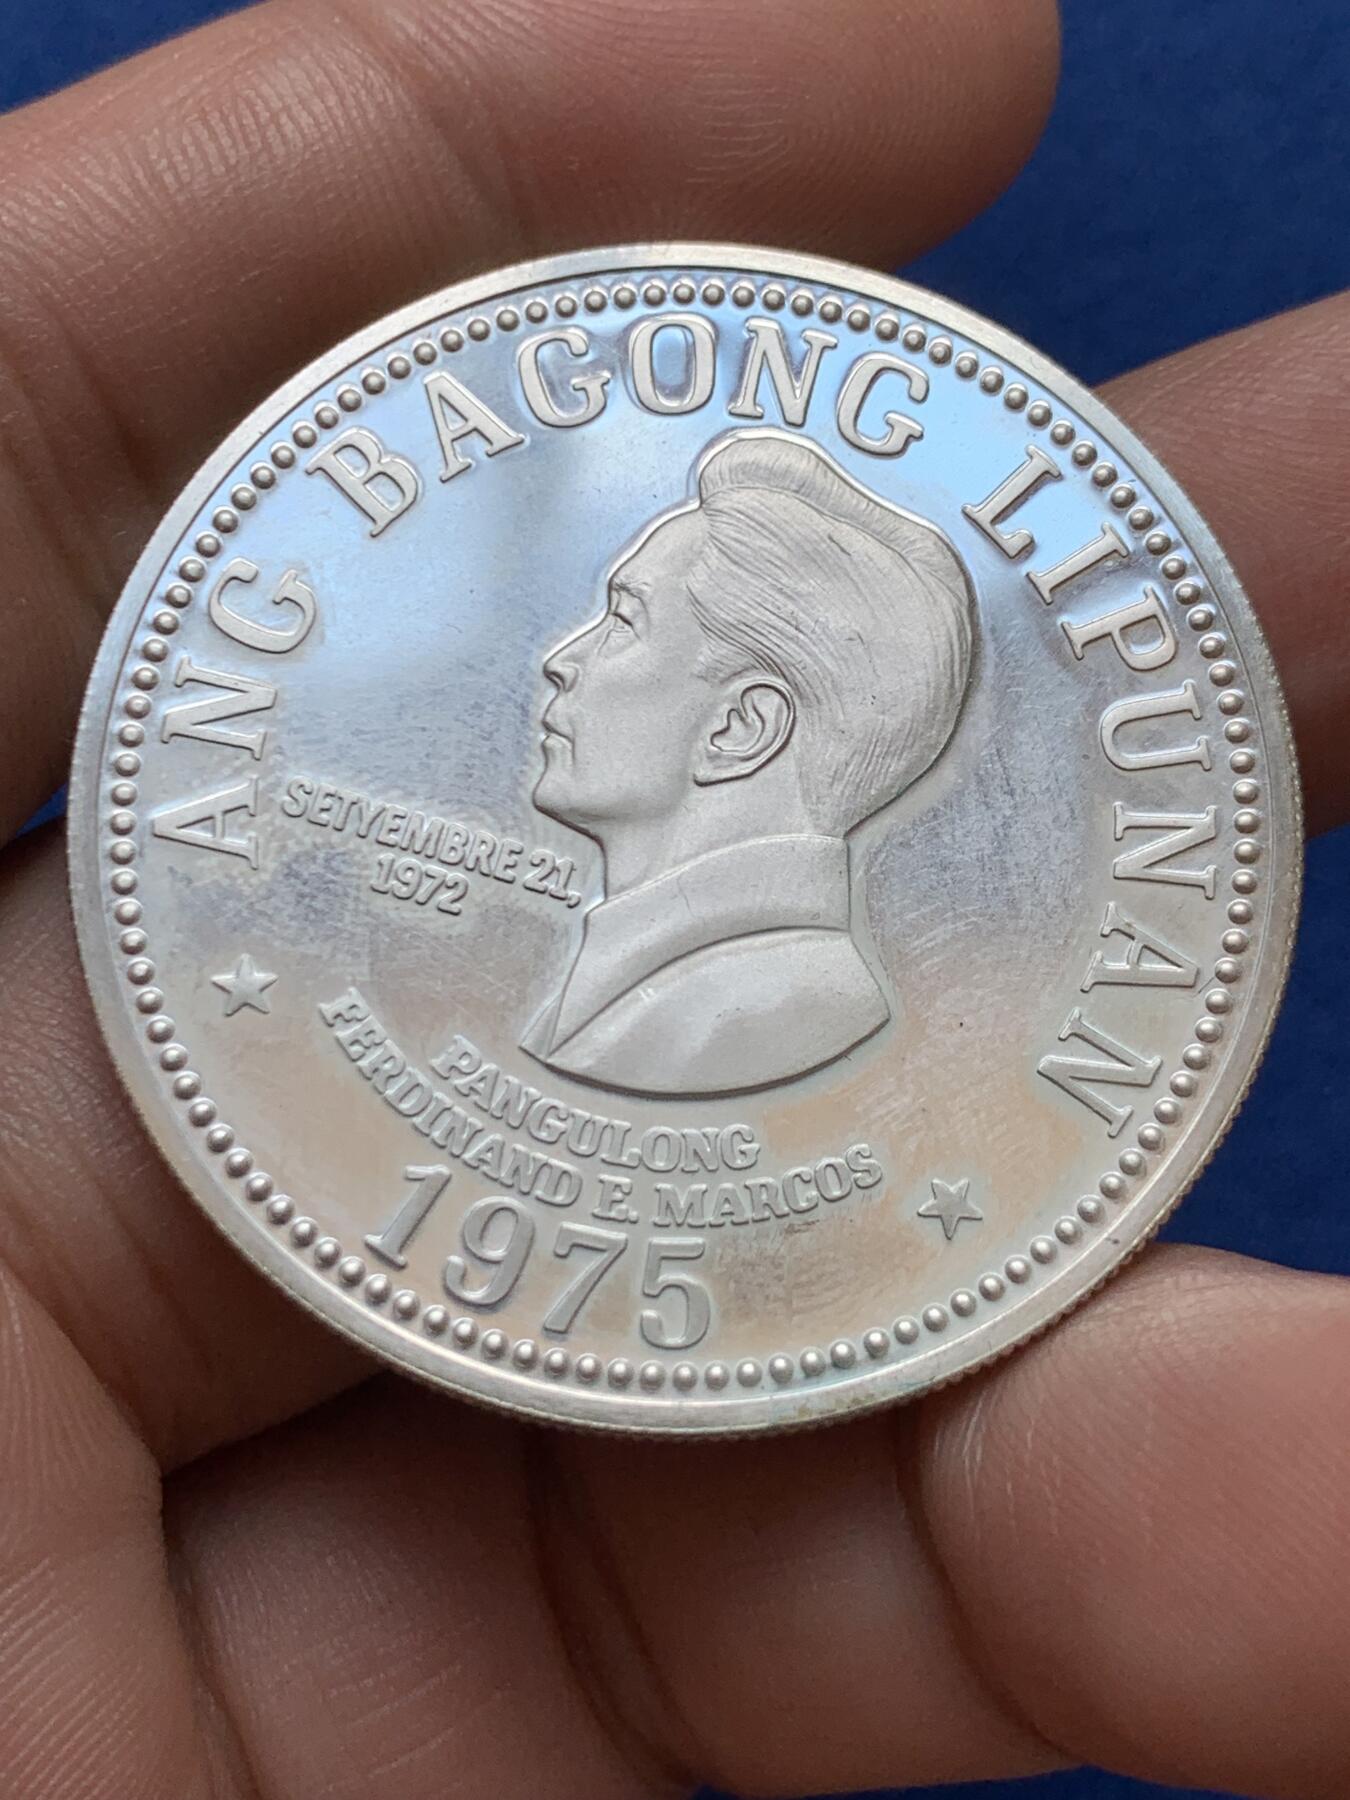 ANG BAGONG LIPUNAN
SETYEMBRE 21,
1972
PANGULONG
FERDINAND E. MARCOS
1975